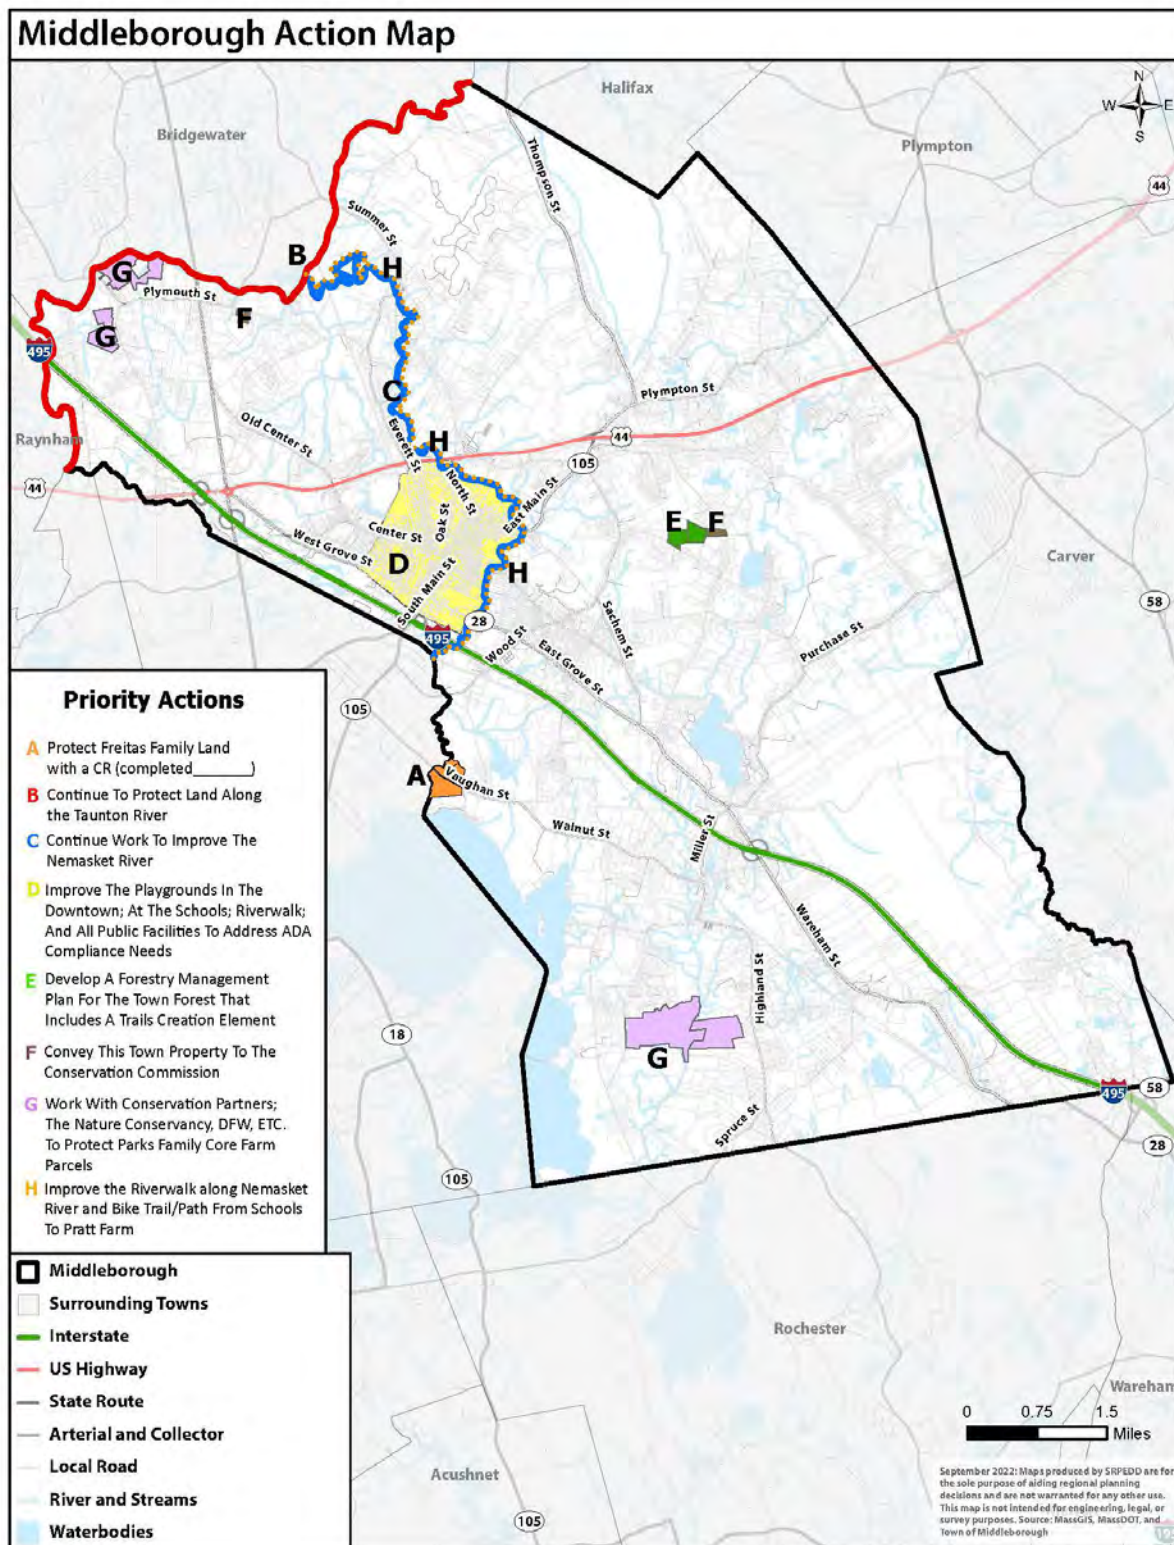 Middleborough Action Map
Halifax
N
W
E
S
Bridgewater
Plympton
Thompson St
44
Summer St
B
H
G
Plymouth St
F
G
495
C
Plympton St
Old Center St
Everett St
H
44
Raynham
105
44
North St
East Main St
Oak St
E
F
Center St
West Grove St
D
Carver
H
South Main St
58
28
Sachem St
495
Wood St
East Grove St
Purchase St
105
A
Vaughan St
Walnut St
Miller St
Wareham St
Highland St
18
G
495
58
Spruce St
28
105
Rochester
Wareham
Acushnet
105
Priority Actions
A Protect Freitas Family Land
with a CR (completed_______)
B Continue To Protect Land Along
the Taunton River
C Continue Work To Improve The
Nemasket River
D Improve The Playgrounds In The
Downtown; At The Schools; Riverwalk;
And All Public Facilities To Address ADA
Compliance Needs
E Develop A Forestry Management
Plan For The Town Forest That
Includes A Trails Creation Element
F Convey This Town Property To The
Conservation Commission
G Work With Conservation Partners;
The Nature Conservancy, DFW, ETC.
To Protect Parks Family Core Farm
Parcels
H Improve the Riverwalk along Nemasket
River and Bike Trail/Path From Schools
To Pratt Farm
Middleborough
Surrounding Towns
Interstate
US Highway
State Route
Arterial and Collector
Local Road
River and Streams
Waterbodies
0 0.75 1.5
Miles
September 2022: Maps produced by SRPEDD are for
the sole purpose of aiding regional planning
decisions and are not warranted for any other use.
This map is not intended for engineering, legal, or
survey purposes. Source: MassGIS, MassDOT, and
Town of Middleborough